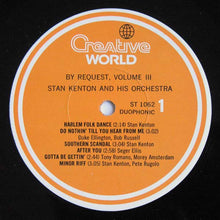 Creative
WORLD
BY REQUEST, VOLUME III
STAN KENTON AND HIS ORCHESTRA
ST 1062
DUOPHONIC 1
HARLEM FOLK DANCE (2.14) Stan Kenton
DO NOTHIN' TILL YOU HEAR FROM ME (3.02)
Duke Ellington, Bob Russell
SOUTHERN SCANDAL (3.04) Stan Kenton
AFTER YOU (2.58) Seger Ellis
GOTTA BE GETTIN' (2.44) Tony Romano, Morey Amsterdam
MINOR RIFF (3.05) Stan Kenton, Pete Rugolo